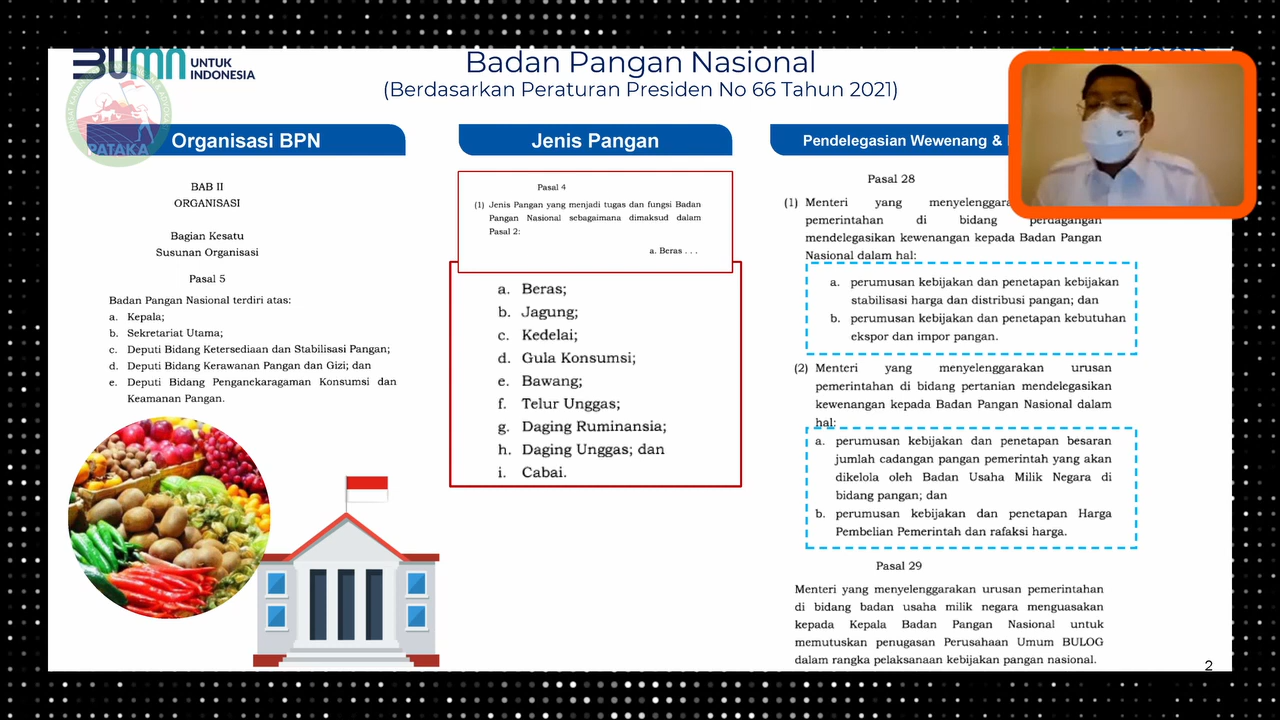 BUMN UNTUK
INDONESIA
PATAKA
Badan Pangan Nasional
(Berdasarkan Peraturan Presiden No 66 Tahun 2021)
Organisasi BPN
BAB II
ORGANISASI
Bagian Kesatu
Susunan Organisasi
Pasal 5
Badan Pangan Nasional terdiri atas:
a. Kepala;
b. Sekretariat Utama;
c. Deputi Bidang Ketersediaan dan Stabilisasi Pangan;
d. Deputi Bidang Kerawanan Pangan dan Gizi; dan
e. Deputi Bidang Penganekaragaman Konsumsi dan
Keamanan Pangan.
Jenis Pangan
Pasal 4
(1) Jenis Pangan yang menjadi tugas dan fungsi Badan
Pangan Nasional sebagaimana dimaksud dalam
Pasal 2:
a. Beras . . .
a. Beras;
b. Jagung;
c. Kedelai;
d. Gula Konsumsi;
e. Bawang;
f. Telur Unggas;
g. Daging Ruminansia;
h. Daging Unggas; dan
i. Cabai.
Pendelegasian Wewenang &
Pasal 28
(1) Menteri yang
pemerintahan di bidang perdagangan
mendelegasikan kewenangan kepada Badan Pangan
Nasional dalam hal:
a. perumusan kebijakan dan penetapan kebijakan
stabilisasi harga dan distribusi pangan; dan
b. perumusan kebijakan dan penetapan kebutuhan
ekspor dan impor pangan.
(2) Menteri yang menyelenggarakan urusan
pemerintahan di bidang pertanian mendelegasikan
kewenangan kepada Badan Pangan Nasional dalam
hal:
a. perumusan kebijakan dan penetapan besaran
jumlah cadangan pangan pemerintah yang akan
dikelola oleh Badan Usaha Milik Negara di
bidang pangan; dan
b. perumusan kebijakan dan penetapan Harga
Pembelian Pemerintah dan rafaksi harga.
Pasal 29
Menteri yang menyelenggarakan urusan pemerintahan
di bidang badan usaha milik negara menguasakan
kepada Kepala Badan Pangan Nasional untuk
memutuskan penugasan Perusahaan Umum BULOG
dalam rangka pelaksanaan kebijakan pangan nasional.
2